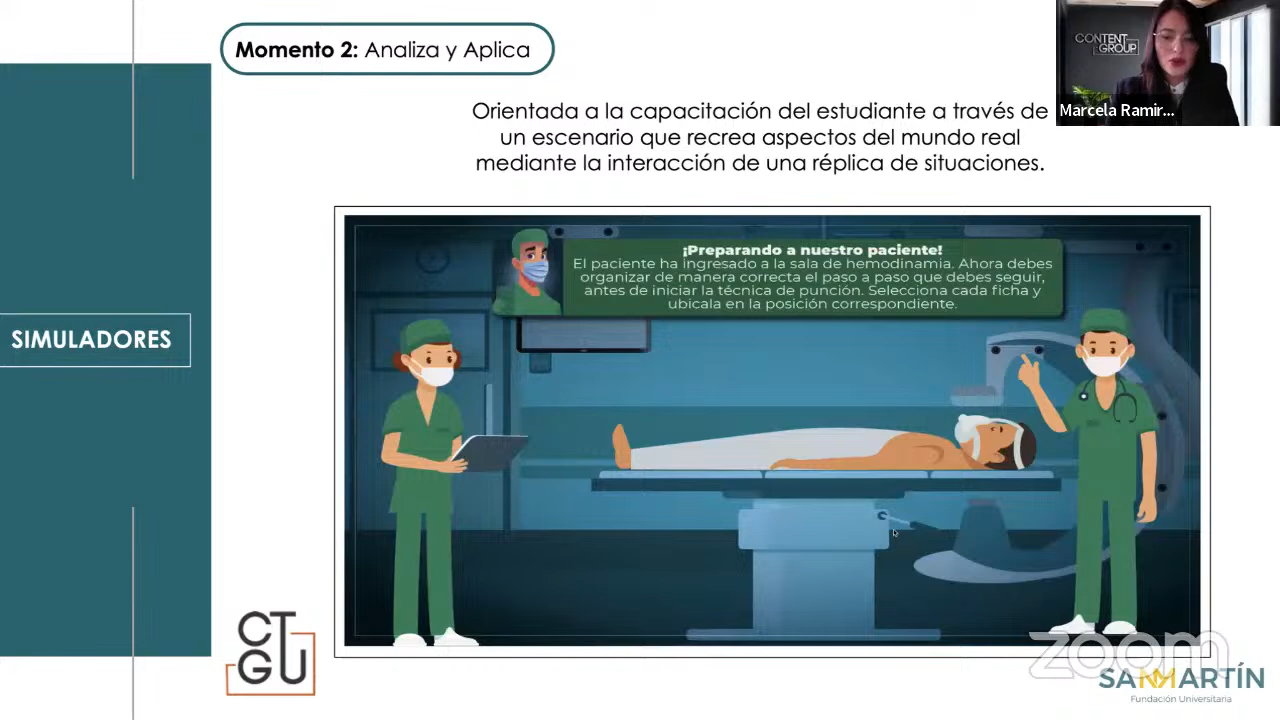 Momento 2: Analiza y Aplica
CONTENT
GROUP
Marcela Ramir...
Orientada a la capacitación del estudiante a través de
un escenario que recrea aspectos del mundo real
mediante la interacción de una réplica de situaciones.
SIMULADORES
¡Preparando a nuestro paciente!
El paciente ha ingresado a la sala de hemodinamia. Ahora debes
organizar de manera correcta el paso a paso que debes seguir,
antes de iniciar la técnica de punción. Selecciona cada ficha y
ubicala en la posición correspondiente.
CT
GU
zoom
SANMARTÍN
Fundación Universitaria